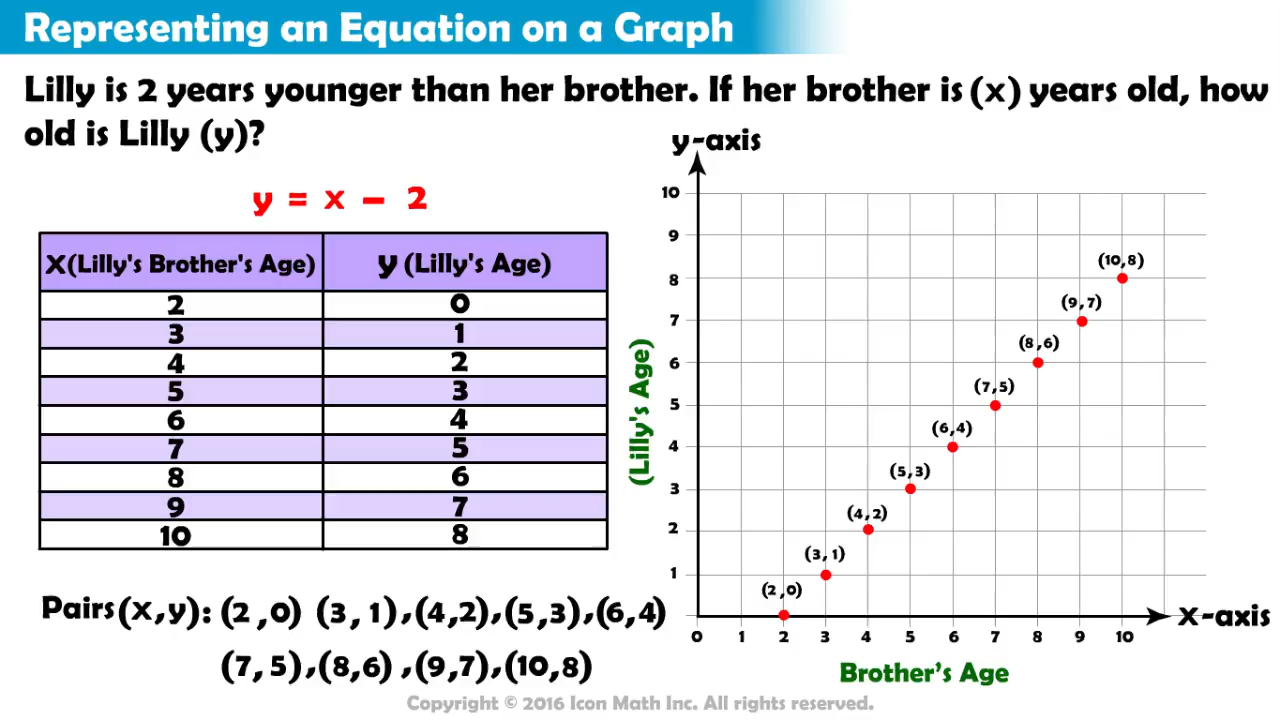 Representing an Equation on a Graph
Lilly is 2 years younger than her brother. If her brother is (x) years old, how
old is Lilly (y)?
y = x – 2
x(Lilly's Brother's Age) y (Lilly's Age)
2 0
3 1
4 2
5 3
6 4
7 5
8 6
9 7
10 8
Pairs(x,y): (2,0) (3,1),(4,2),(5,3),(6,4)
(7,5),(8,6),(9,7),(10,8)
y-axis
10
9
(10,8)
8
(9,7)
7
(8,6)
6
(7,5)
5
(6,4)
4
(5,3)
3
(4,2)
2
(3,1)
1
(2,0)
(Lilly's Age)
x-axis
0 1 2 3 4 5 6 7 8 9 10
Brother’s Age
Copyright © 2016 Icon Math Inc. All rights reserved.